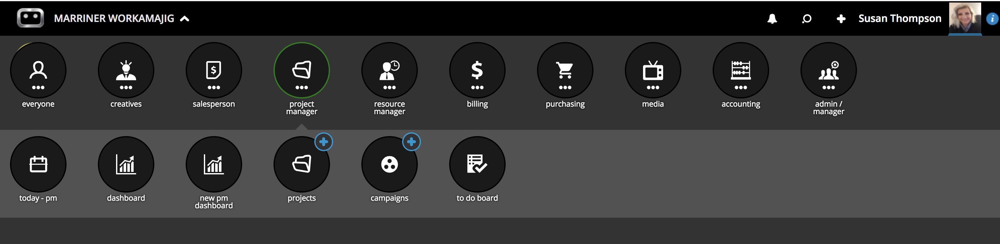 MARRINER WORKAMAJIG
Susan Thompson
i
$
$
everyone
creatives
salesperson
project
manager
resource
manager
billing
purchasing
media
accounting
admin /
manager
today - pm
dashboard
new pm
dashboard
projects
campaigns
to do board